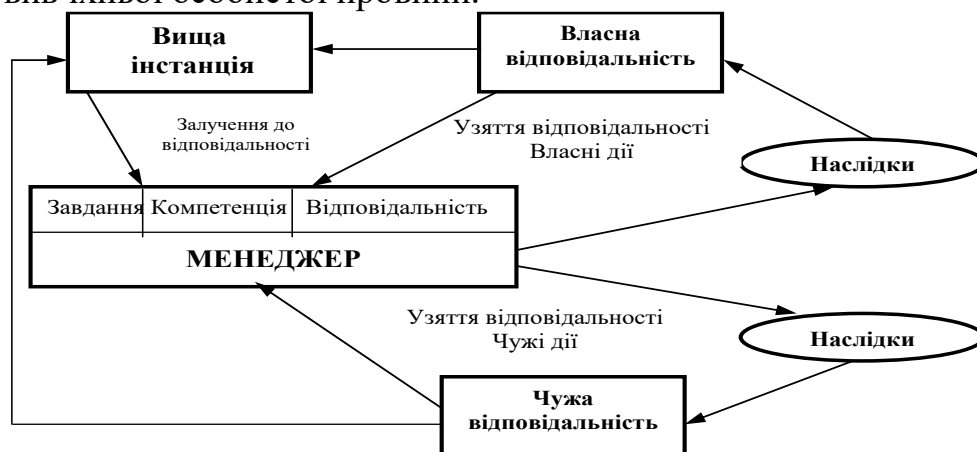 Вища
інстанція
Власна
відповідальність
Залучення до
відповідальності
Узяття відповідальності
Власні дії
Наслідки
Завдання Компетенція Відповідальність
МЕНЕДЖЕР
Узяття відповідальності
Чужі дії
Наслідки
Чужа
відповідальність